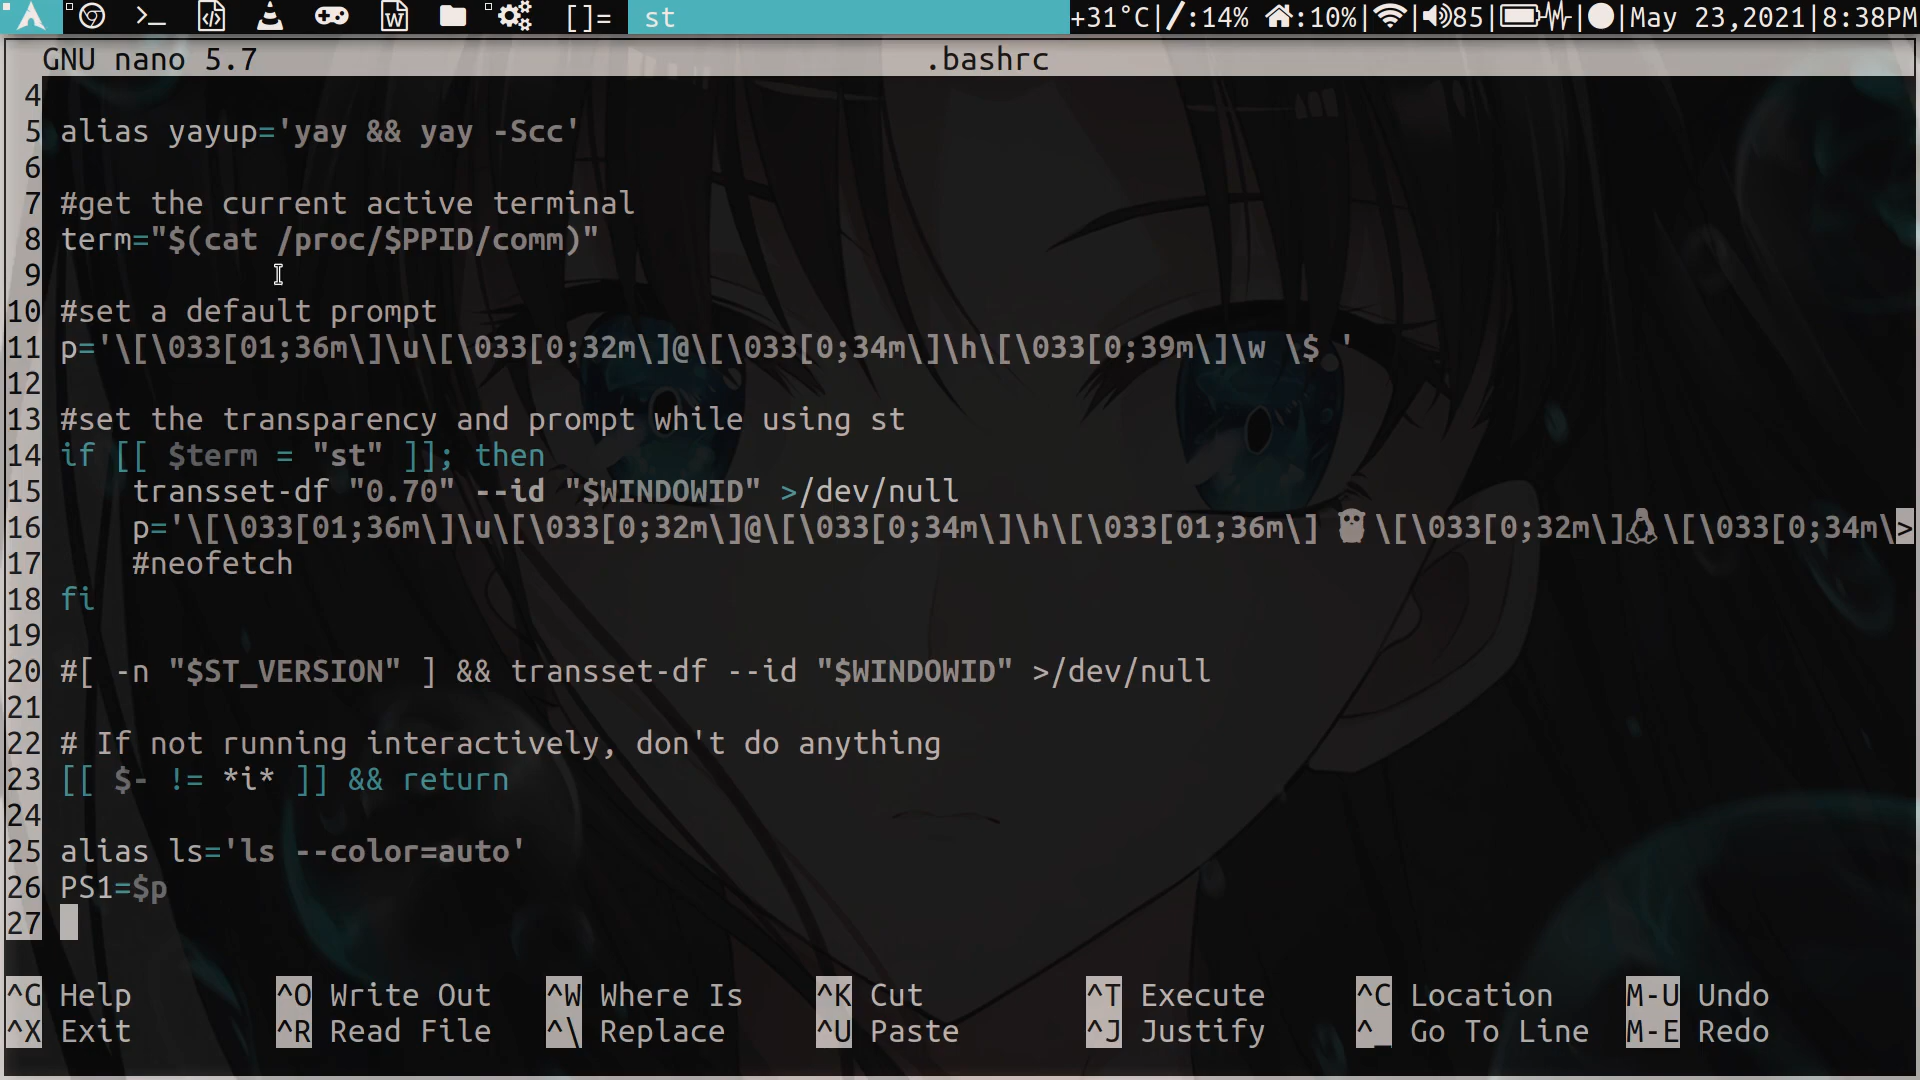 >_ W []= st +31°C|/:14% :10%| | 85| | |May 23,2021|8:38PM
GNU nano 5.7 .bashrc
4
5 alias yayup='yay && yay -Scc'
6
7 #get the current active terminal
8 term="$(cat /proc/$PPID/comm)"
9
10 #set a default prompt
11 p='\[\033[01;36m\]\u\[\033[0;32m\]@\[\033[0;34m\]\h\[\033[0;39m\]\w \$ '
12
13 #set the transparency and prompt while using st
14 if [[ $term = "st" ]]; then
15     transset-df "0.70" --id "$WINDOWID" >/dev/null
16     p='\[\033[01;36m\]\u\[\033[0;32m\]@\[\033[0;34m\]\h\[\033[01;36m\] \[\033[0;32m\] \[\033[0;34m\>
17     #neofetch
18 fi
19
20 #[ -n "$ST_VERSION" ] && transset-df --id "$WINDOWID" >/dev/null
21
22 # If not running interactively, don't do anything
23 [[ $- != *i* ]] && return
24
25 alias ls='ls --color=auto'
26 PS1=$p
27
^G Help ^O Write Out ^W Where Is ^K Cut ^T Execute ^C Location M-U Undo
^X Exit ^R Read File ^\ Replace ^U Paste ^J Justify ^_ Go To Line M-E Redo